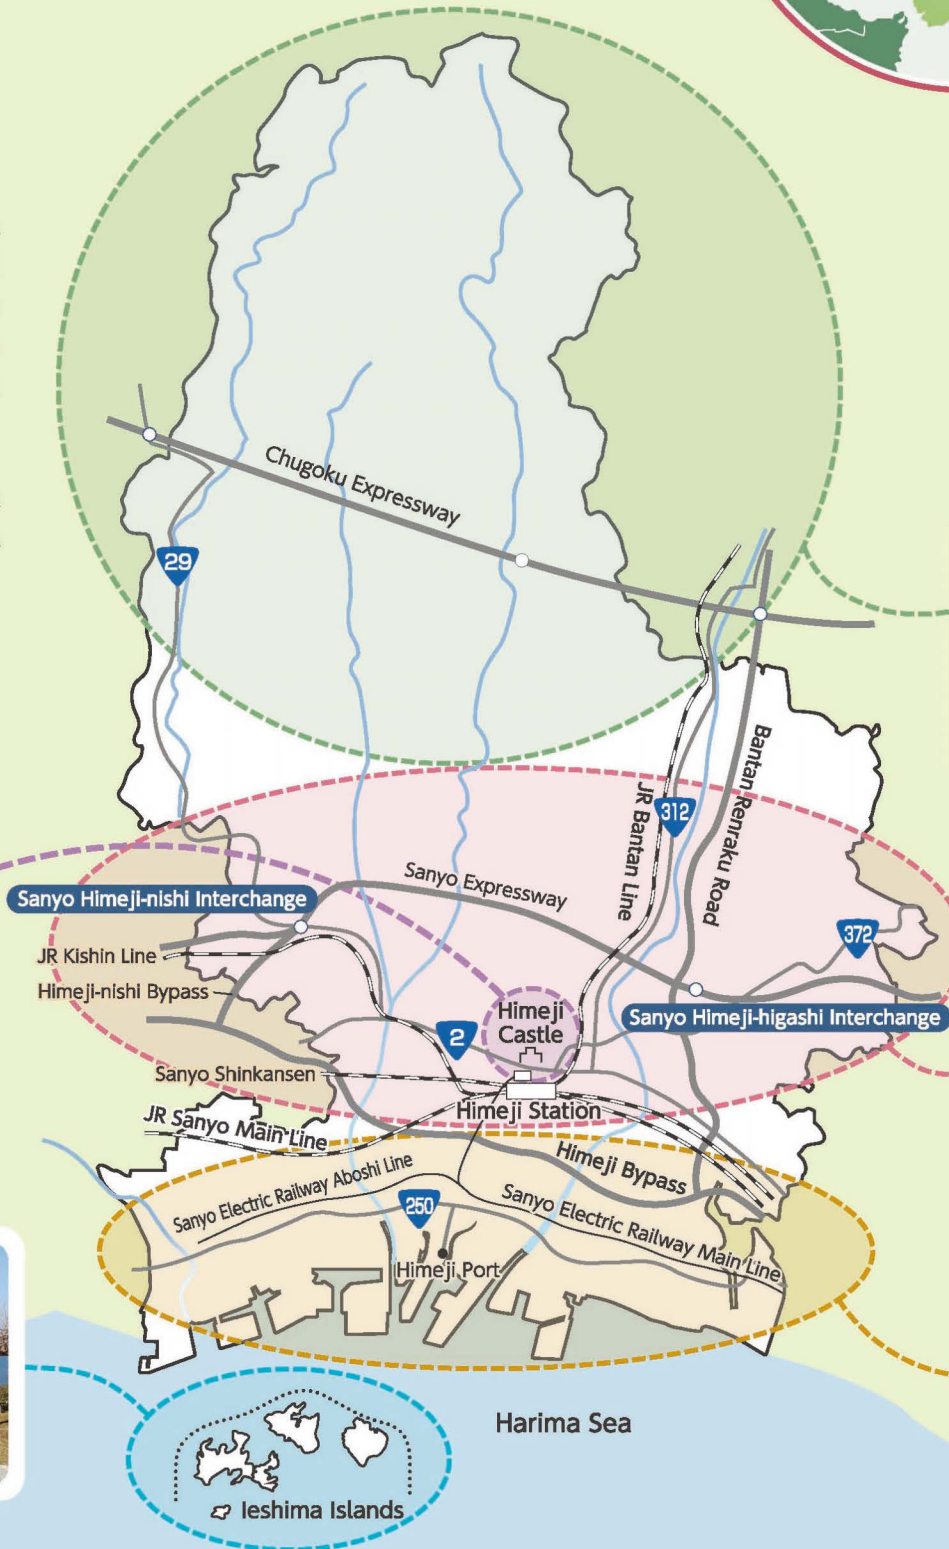 Chugoku Expressway
29
Bantan Renraku Road
JR Bantan Line
312
Sanyo Expressway
Sanyo Himeji-nishi Interchange
372
JR Kishin Line
Himeji-nishi Bypass
Himeji
Castle
Sanyo Himeji-higashi Interchange
2
Sanyo Shinkansen
Himeji Station
JR Sanyo Main Line
Himeji Bypass
Sanyo Electric Railway Aboshi Line
250
Sanyo Electric Railway Main Line
Himeji Port
Harima Sea
Ieshima Islands